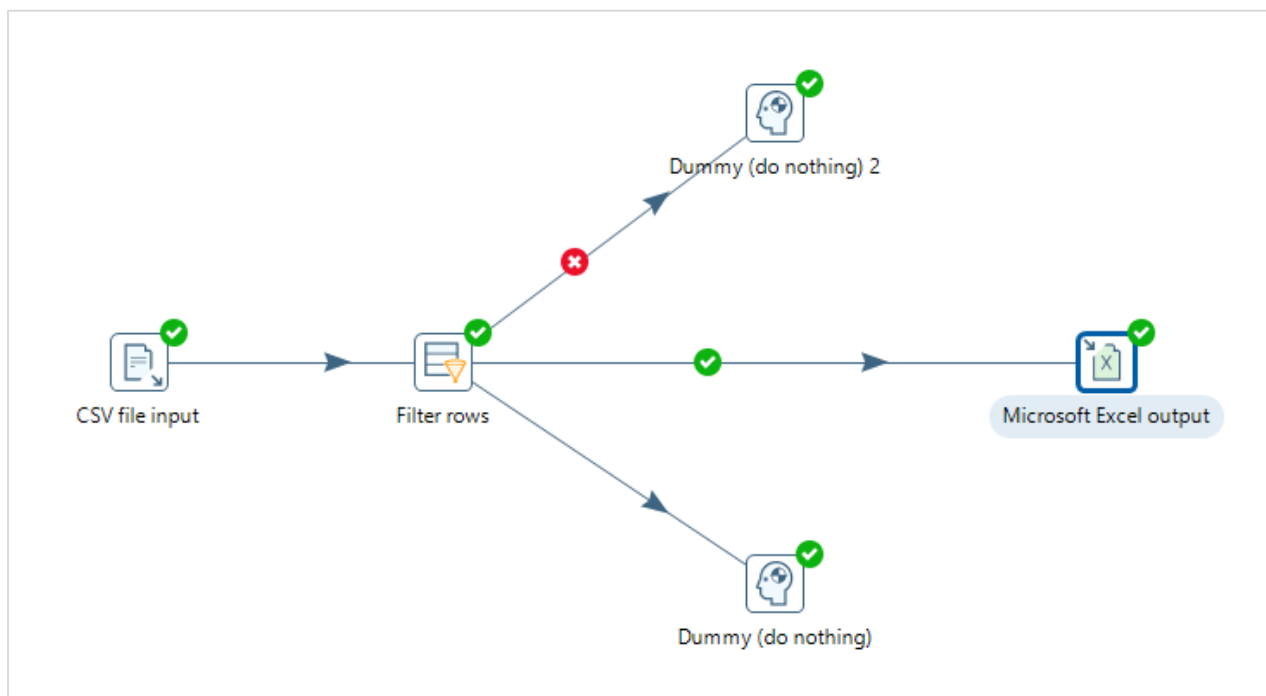 Dummy (do nothing) 2
CSV file input
Filter rows
X
Microsoft Excel output
Dummy (do nothing)